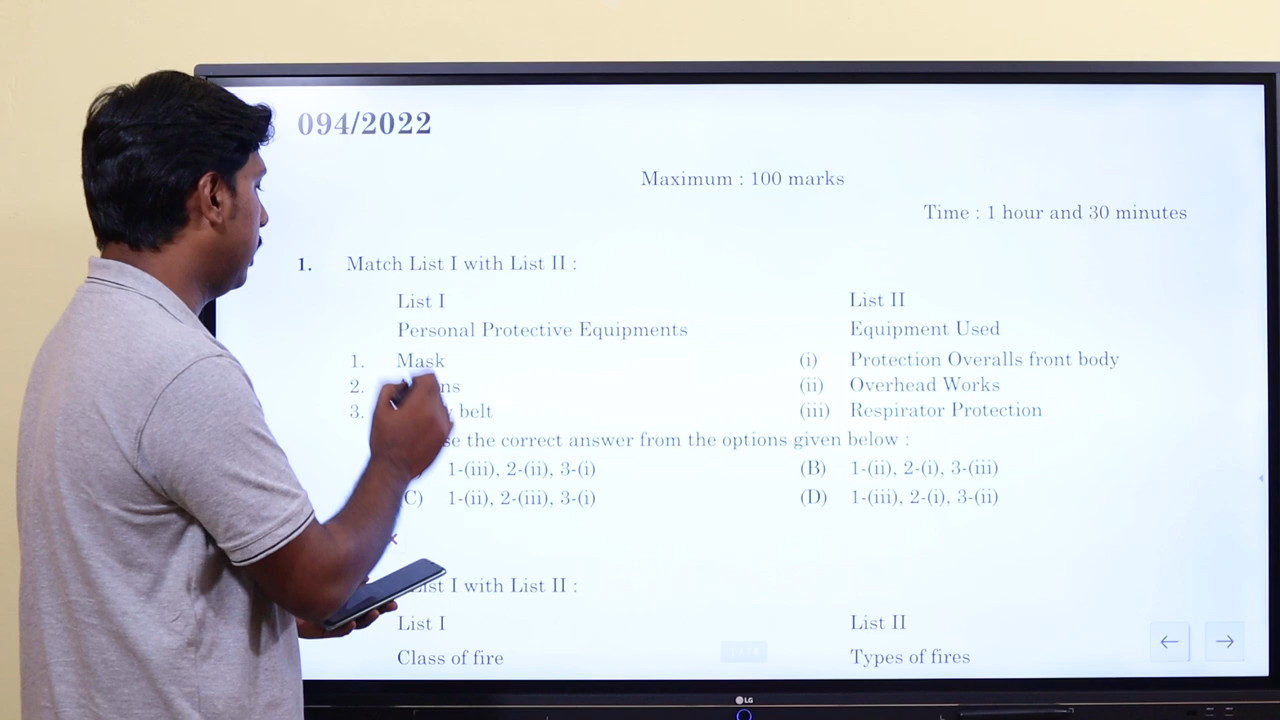 094/2022
Maximum : 100 marks
Time : 1 hour and 30 minutes
1. Match List I with List II :
List I List II
Personal Protective Equipments Equipment Used
1. Mask (i) Protection Overalls front body
2. (ii) Overhead Works
3. belt (iii) Respirator Protection
the correct answer from the options given below :
1-(iii), 2-(ii), 3-(i) (B) 1-(ii), 2-(i), 3-(iii)
C) 1-(ii), 2-(iii), 3-(i) (D) 1-(iii), 2-(i), 3-(ii)
List I with List II :
List I List II
Class of fire Types of fires
LG